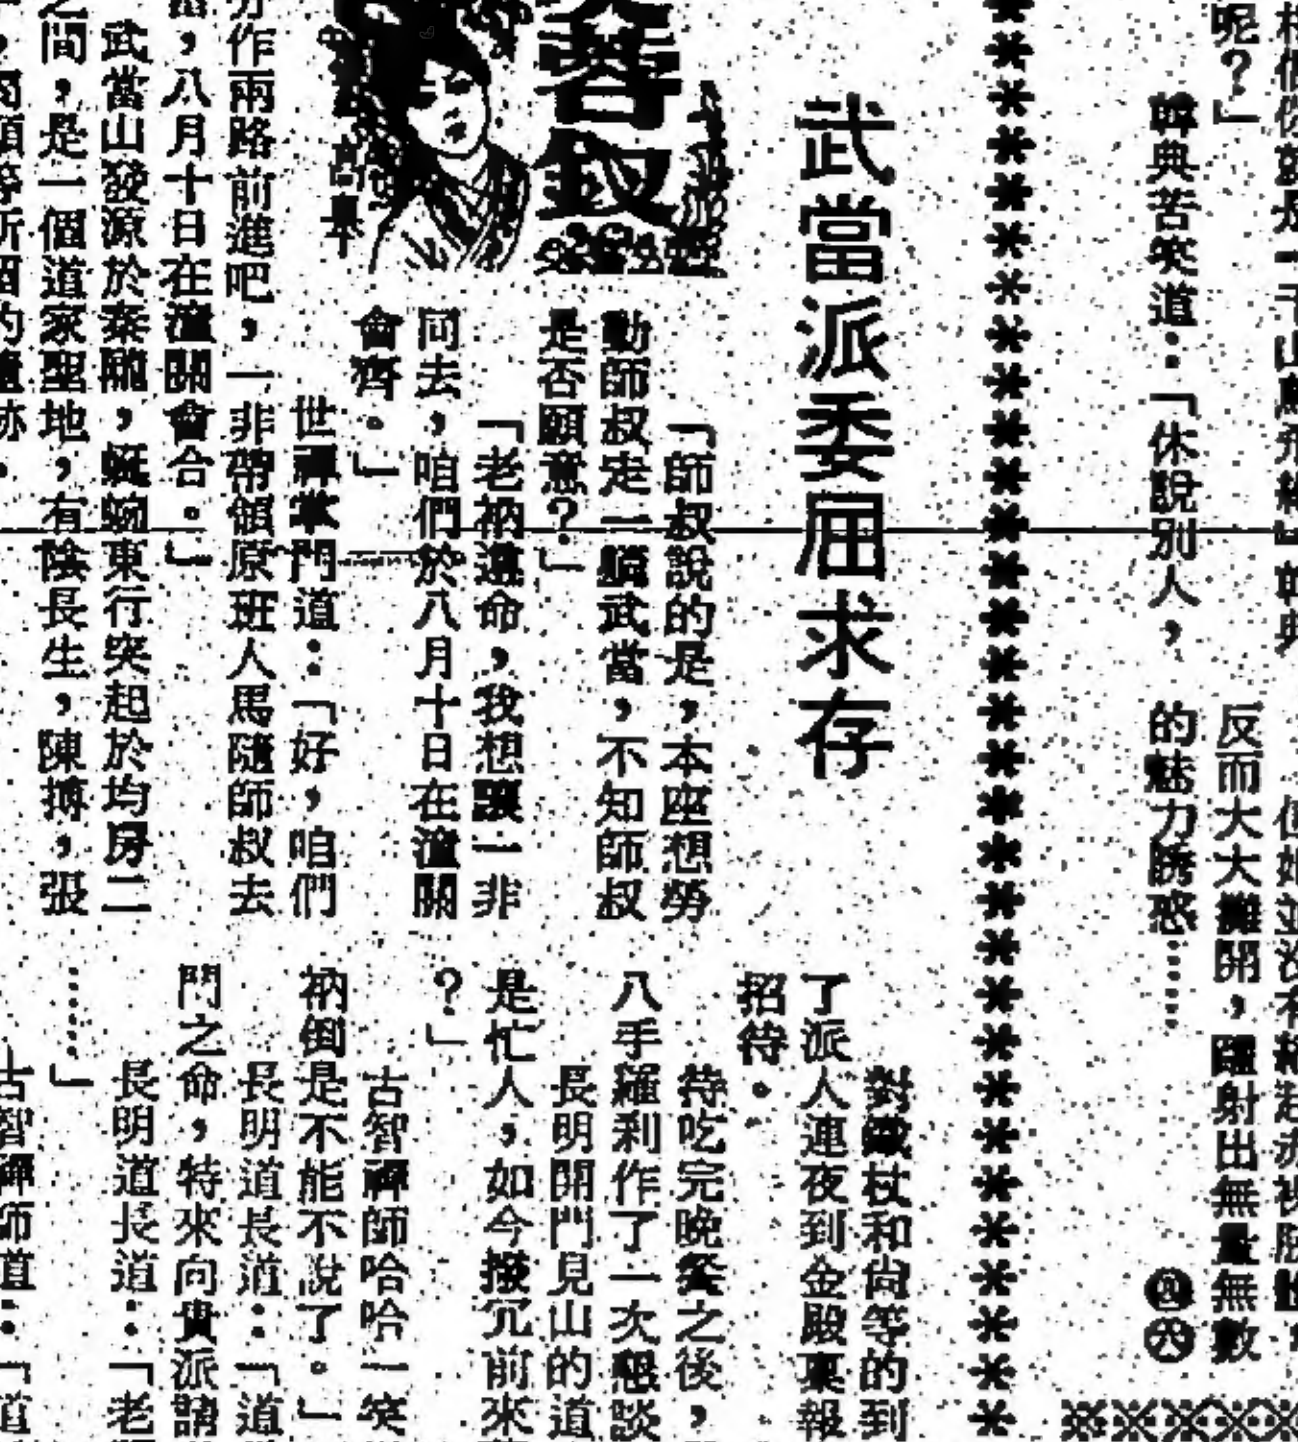 呢？」
韓典苦笑道：「休說別人，
反而大大攤開，
射出無量無數
的魅力誘惑……
㊃㊅
武當派委屈求存
釵
「師叔說的是，本座想勞
動師叔走一趟武當，不知師叔
是否願意？」
「老衲遵命，我想讓一非
同去，咱們於八月十日在潼關
會齊。」
世禪掌門道：「好，咱們
分作兩路前進吧，一非帶領原班人馬隨師叔去
，八月十日在潼關會合。」
武當山發源於秦嶺，蜿蜒東行突起於均房二
之間，是一個道家聖地，有陰長生，陳摶，張
對鐵杖和尚等的到
了派人連夜到金殿稟報
招待。
待吃完晚餐之後，
八手羅剎作了一次懇談
長明開門見山的道
是忙人，如今撥冗前來
？」
古智禪師哈哈一笑
衲倒是不能不說了。」
長明道長道：「道
門之命，特來向貴派請
長明道長道：「老
……」
古智禪師道：「道